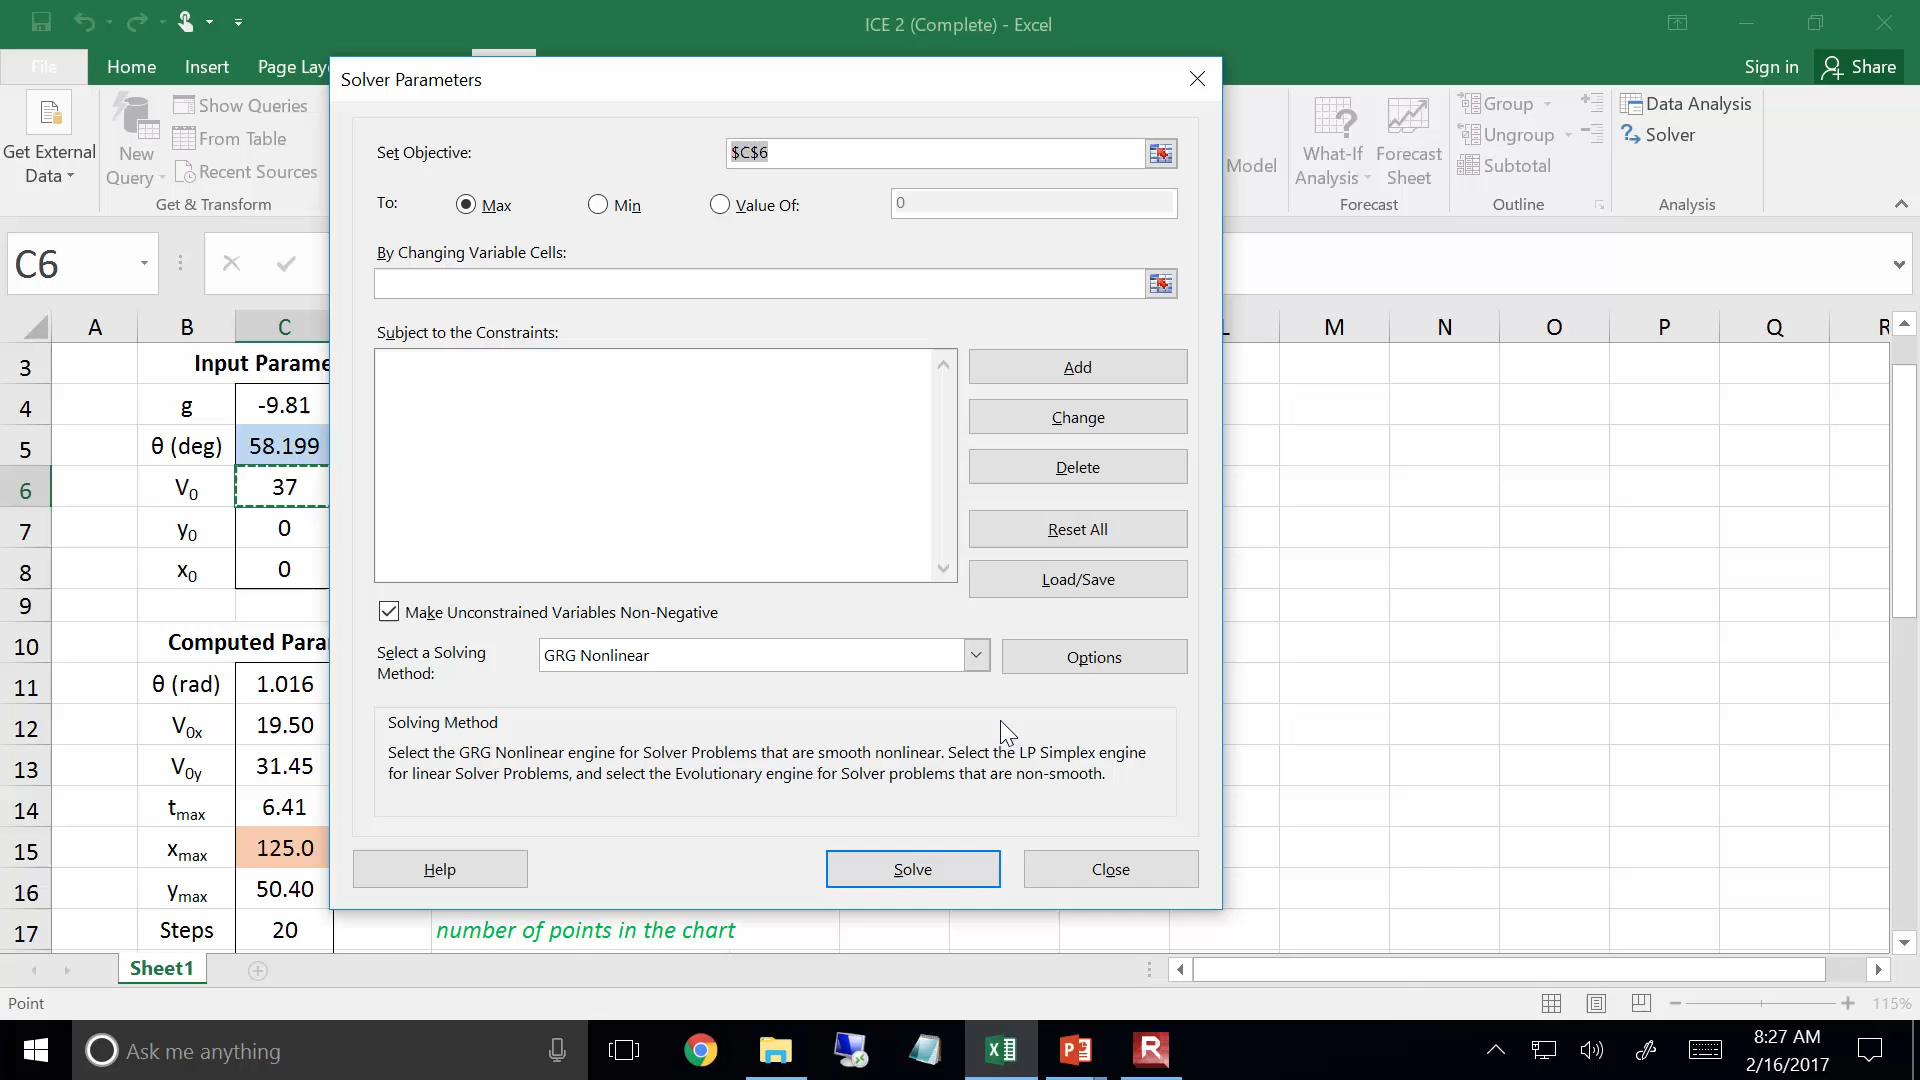 ICE 2 (Complete) - Excel
File
Home
Insert
Page Lay
Sign in
Share
Get External
Data
New
Query
Show Queries
From Table
Recent Sources
Get & Transform
Model
What-If
Analysis
Forecast
Sheet
Forecast
Group
Ungroup
Subtotal
Outline
Data Analysis
Solver
Analysis
C6
Solver Parameters
Set Objective:
$C$6
To:
Max
Min
Value Of:
0
By Changing Variable Cells:
Subject to the Constraints:
Add
Change
Delete
Reset All
Load/Save
Make Unconstrained Variables Non-Negative
Select a Solving
Method:
GRG Nonlinear
Options
Solving Method
Select the GRG Nonlinear engine for Solver Problems that are smooth nonlinear. Select the LP Simplex engine
for linear Solver Problems, and select the Evolutionary engine for Solver problems that are non-smooth.
Help
Solve
Close
A B C L M N O P Q R
3 Input Parame
4 g -9.81
5 θ (deg) 58.199
6 V0 37
7 y0 0
8 x0 0
9
10 Computed Para
11 θ (rad) 1.016
12 V0x 19.50
13 V0y 31.45
14 tmax 6.41
15 xmax 125.0
16 ymax 50.40
17 Steps 20 number of points in the chart
Sheet1
Point
115%
Ask me anything
8:27 AM
2/16/2017